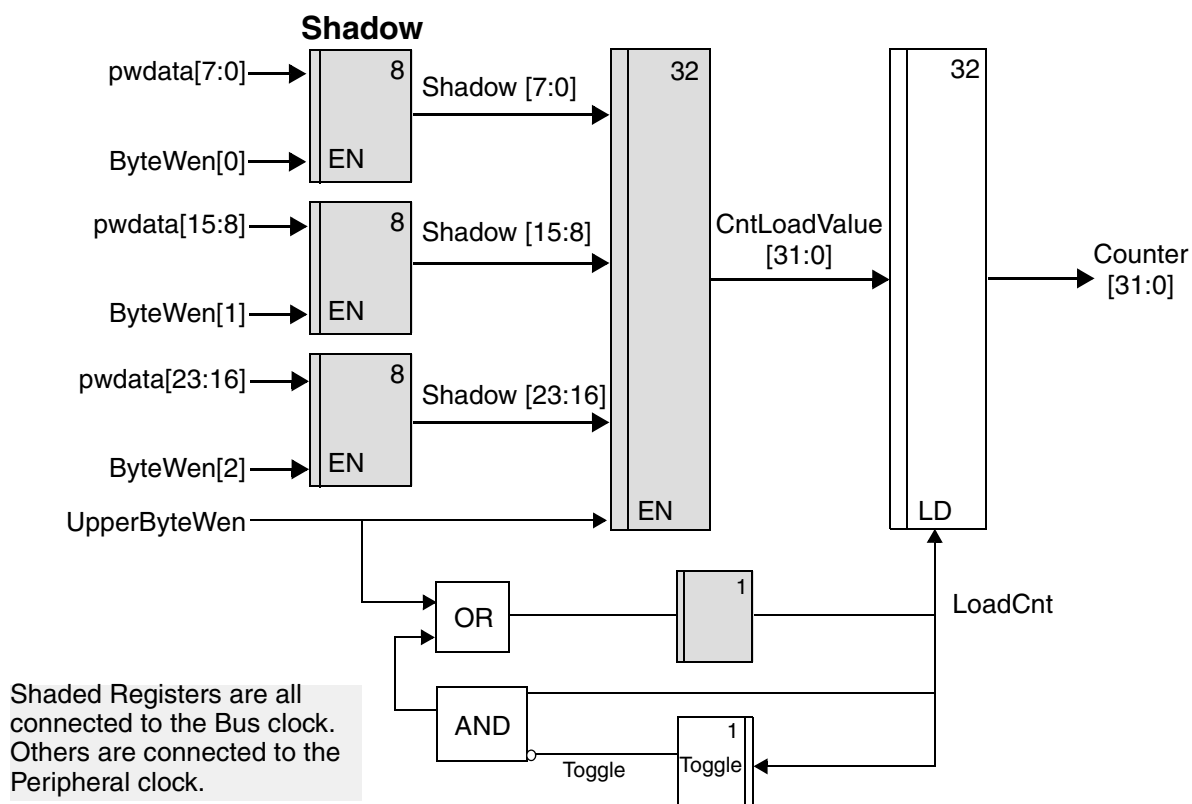 Shadow
pwdata[7:0]
8
Shadow [7:0]
32
32
ByteWen[0]
EN
pwdata[15:8]
8
Shadow [15:8]
CntLoadValue
[31:0]
Counter
[31:0]
ByteWen[1]
EN
pwdata[23:16]
8
Shadow [23:16]
ByteWen[2]
EN
UpperByteWen
EN
LD
1
OR
LoadCnt
AND
1
Toggle
Toggle
Shaded Registers are all
connected to the Bus clock.
Others are connected to the
Peripheral clock.